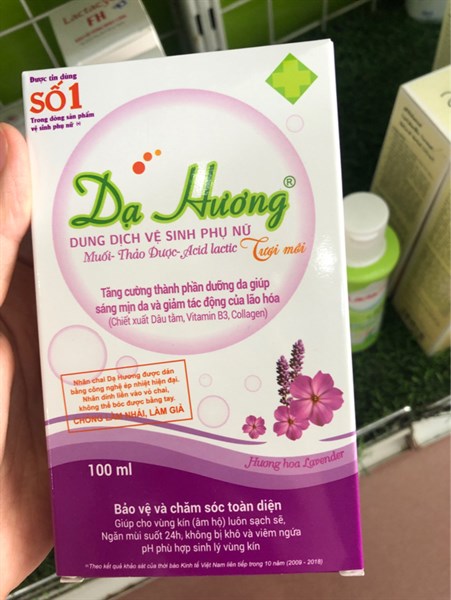 Lactacyd
FH
Được tin dùng
SỐ 1
Trong dòng sản phẩm
vệ sinh phụ nữ
Dạ Hương®
DUNG DỊCH VỆ SINH PHỤ NỮ
Muối-Thảo Dược-Acid lactic Tươi mới
Tăng cường thành phần dưỡng da giúp
sáng mịn da và giảm tác động của lão hóa
(Chiết xuất Dâu tằm, Vitamin B3, Collagen)
Nhãn chai Dạ Hương được dán
bằng công nghệ ép nhiệt hiện đại.
Nhãn dính liền vào vỏ chai,
không thể bóc được bằng tay.
CHỐNG LÀM NHÁI, LÀM GIẢ
100 ml
Hương hoa Lavender
Bảo vệ và chăm sóc toàn diện
Giúp cho vùng kín (âm hộ) luôn sạch sẽ,
Ngăn mùi suốt 24h, không bị khô và viêm ngứa
pH phù hợp sinh lý vùng kín
Theo kết quả khảo sát của thời báo Kinh tế Việt Nam liên tiếp trong 10 năm (2009 - 2018)